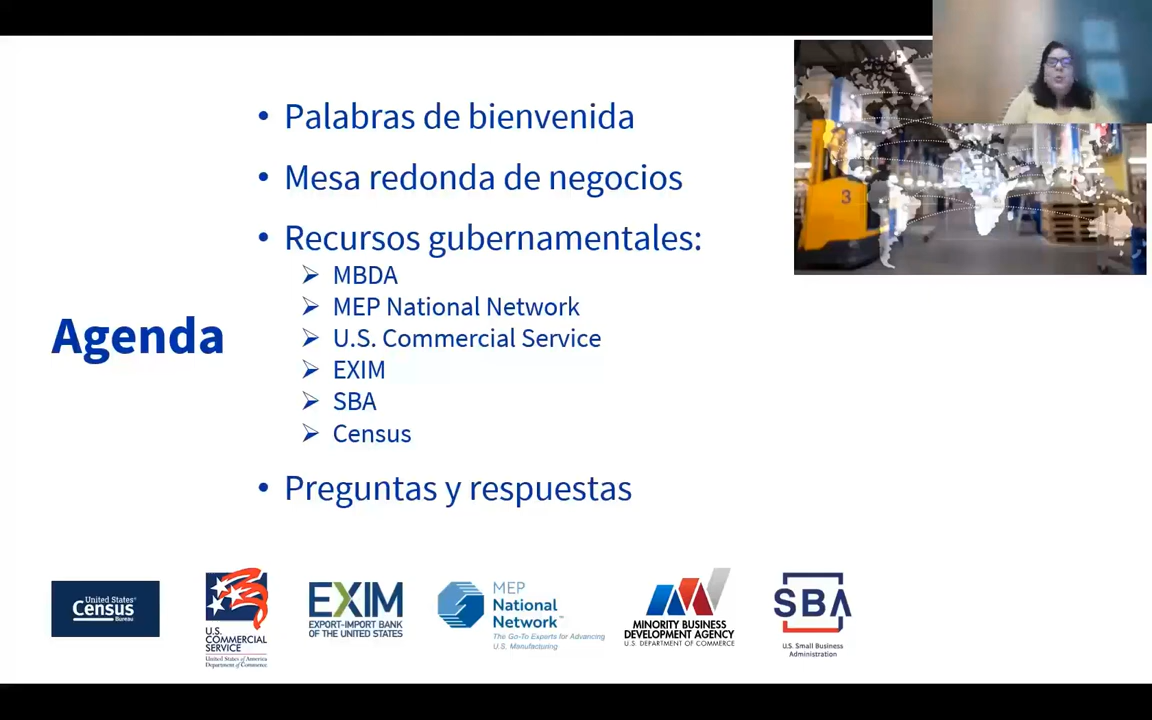 Agenda
• Palabras de bienvenida
• Mesa redonda de negocios
• Recursos gubernamentales:
➢ MBDA
➢ MEP National Network
➢ U.S. Commercial Service
➢ EXIM
➢ SBA
➢ Census
• Preguntas y respuestas
3
United States®
Census
Bureau
U.S.
COMMERCIAL
SERVICE
United States of America
Department of Commerce
EXIM
EXPORT-IMPORT BANK
OF THE UNITED STATES
MEP
National
Network™
The Go-To Experts for Advancing
U.S. Manufacturing
MINORITY BUSINESS
DEVELOPMENT AGENCY
U.S. DEPARTMENT OF COMMERCE
SBA
U.S. Small Business
Administration